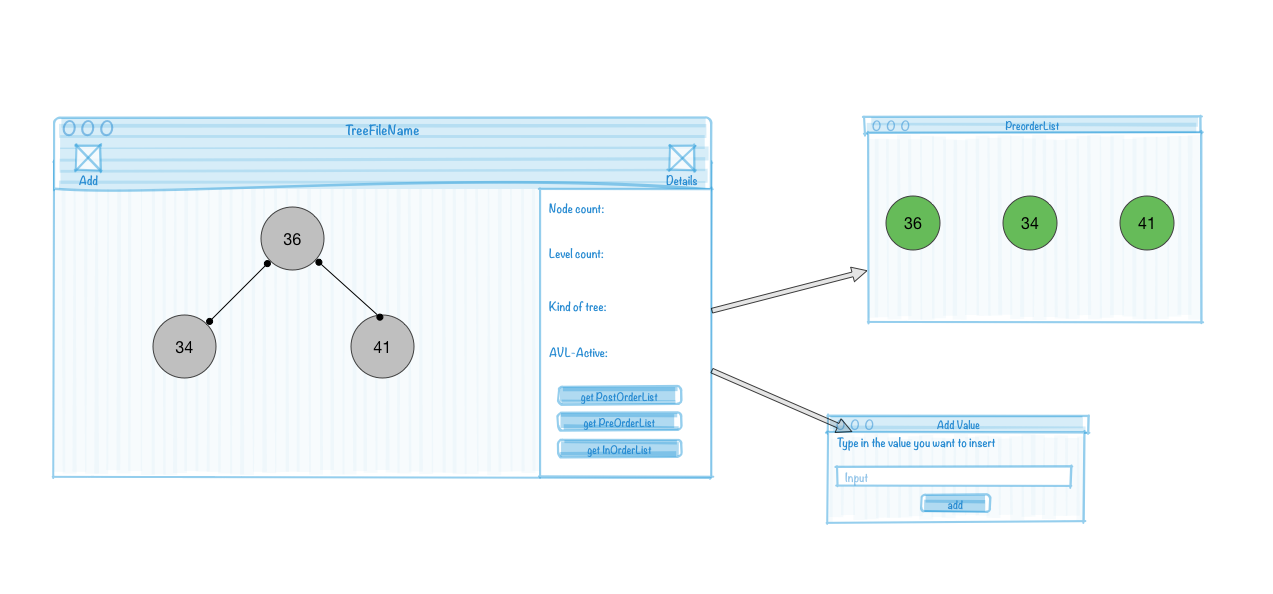 TreeFileName
Add
Details
36
34
41
Node count:
Level count:
Kind of tree:
AVL-Active:
get PostOrderList
get PreOrderList
get InOrderList
PreorderList
36
34
41
Add Value
Type in the value you want to insert
Input
add